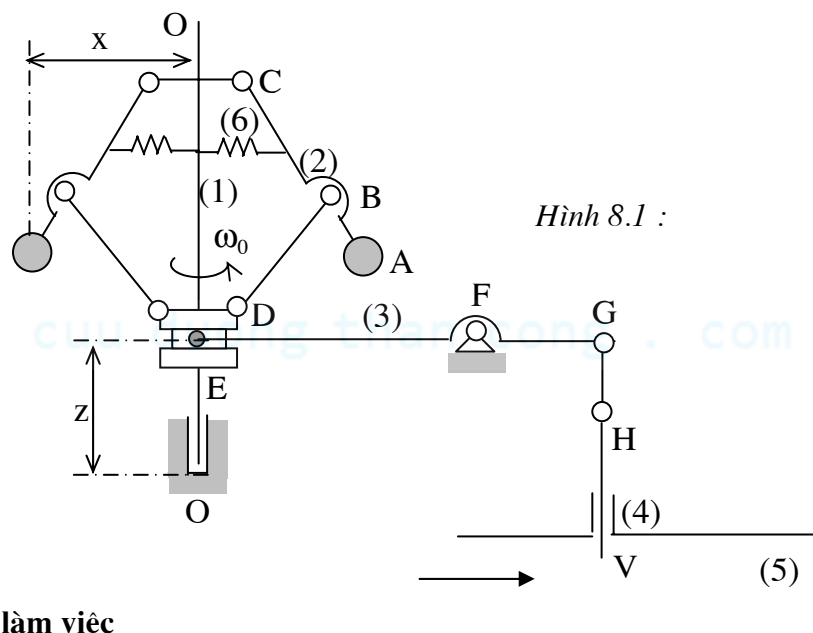 O
x
C
(6)
(2)
(1)
B
Hình 8.1 :
ω0
A
F
D
(3)
G
cuu duong than cong . com
E
z
H
O
(4)
V
(5)
làm việc